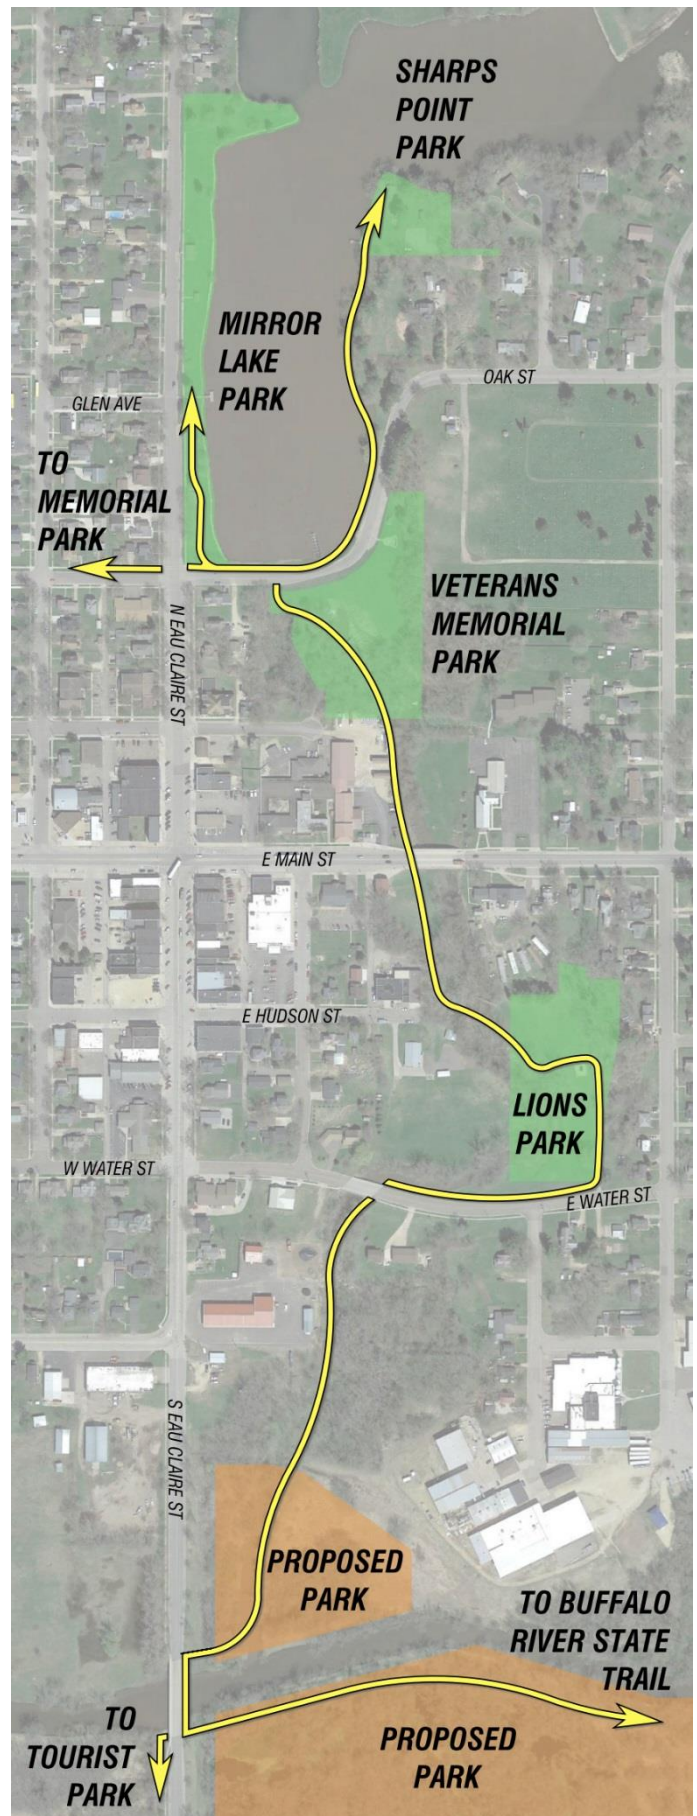 SHARPS
POINT
PARK
MIRROR
LAKE
PARK
OAK ST
GLEN AVE
TO
MEMORIAL
PARK
VETERANS
MEMORIAL
PARK
N EAU CLAIRE ST
E MAIN ST
E HUDSON ST
LIONS
PARK
W WATER ST
E WATER ST
S EAU CLAIRE ST
PROPOSED
PARK
TO BUFFALO
RIVER STATE
TRAIL
TO
TOURIST
PARK
PROPOSED
PARK